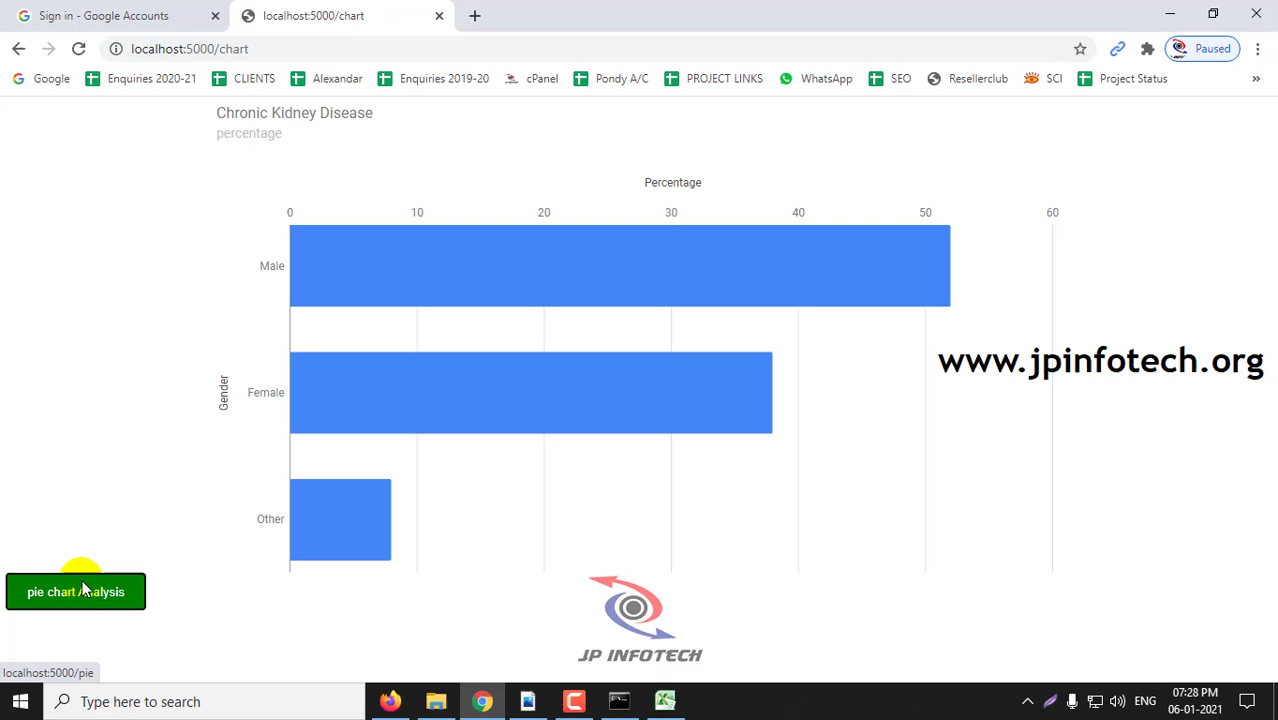 Sign in - Google Accounts
localhost:5000/chart
localhost:5000/chart
Paused
Google
Enquiries 2020-21
CLIENTS
Alexandar
Enquiries 2019-20
cPanel
Pondy A/C
PROJECT LINKS
WhatsApp
SEO
Resellerclub
SCI
Project Status
»
Chronic Kidney Disease
percentage
Percentage
0 10 20 30 40 50 60
Male
Female
Other
Gender
www.jpinfotech.org
pie chart Analysis
JP INFOTECH
localhost:5000/pie
Type here to search
ENG
07:28 PM
06-01-2021